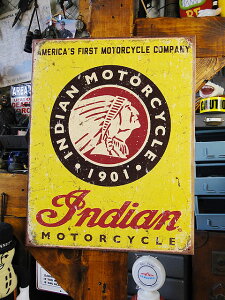 AMERICA'S FIRST MOTORCYCLE COMPANY
INDIAN MOTORCYCLE
• 1901 •
Indian
MOTORCYCLE